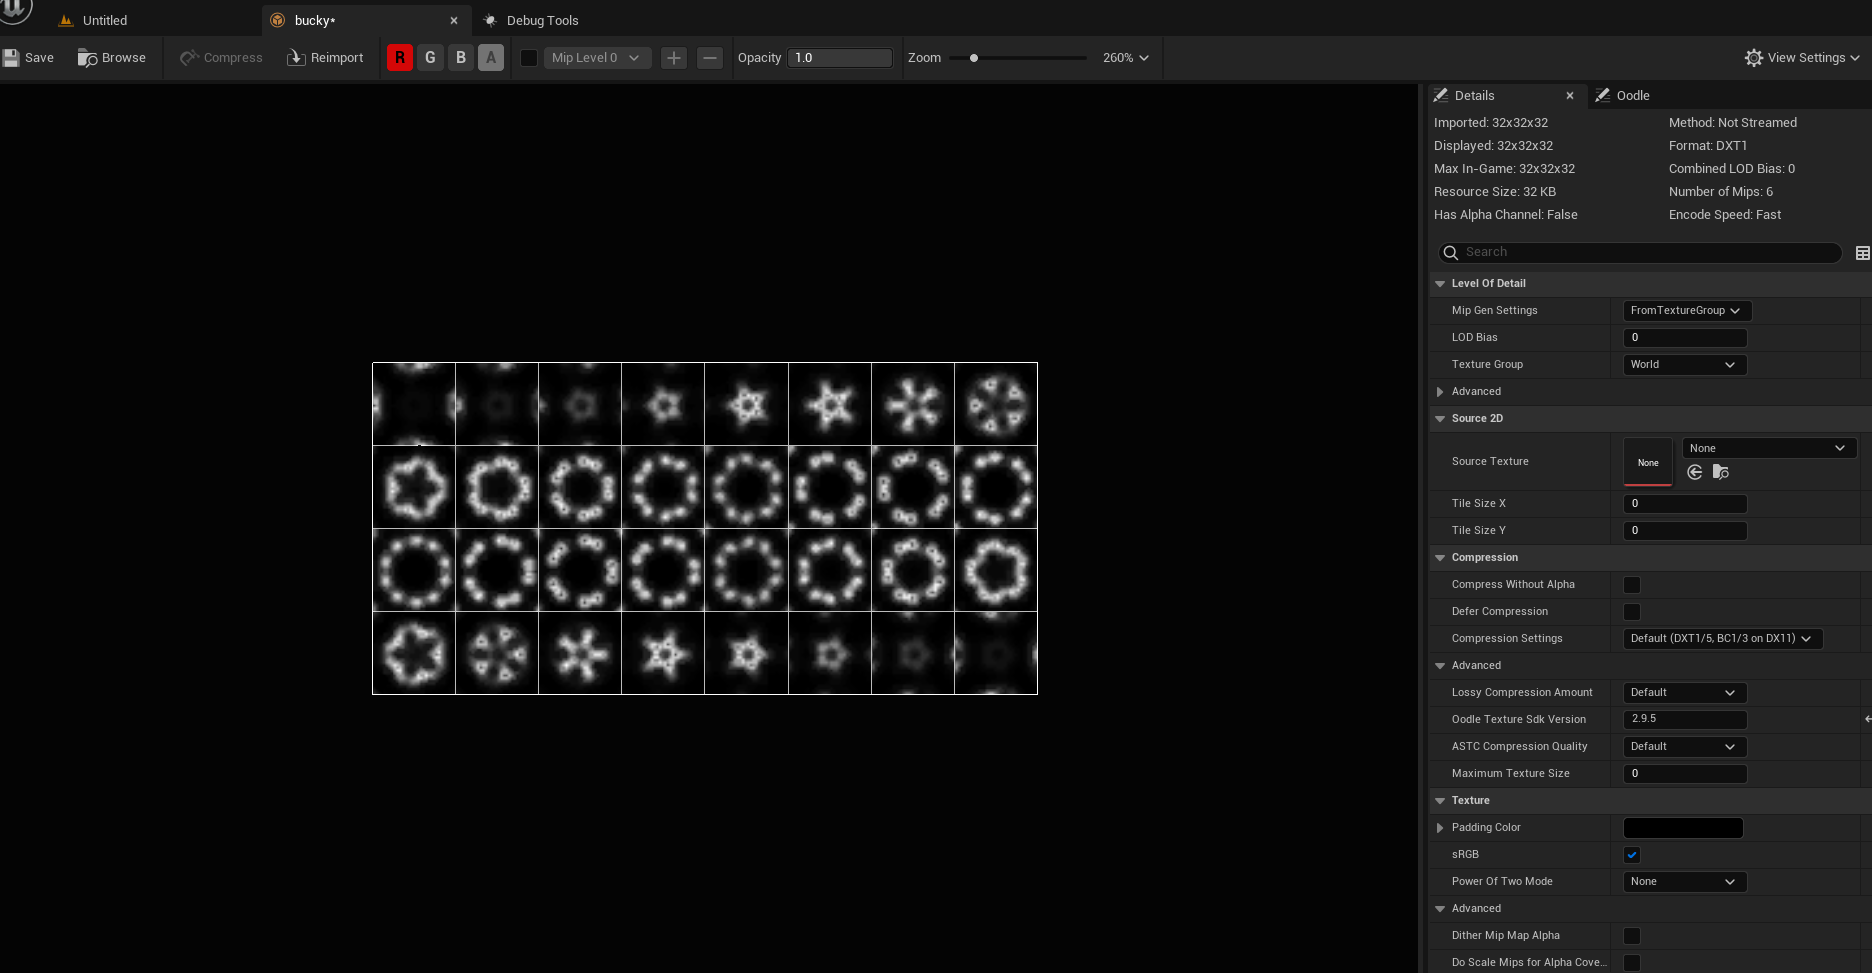 Untitled
bucky*
Debug Tools
Save
Browse
Compress
Reimport
R
G
B
A
Mip Level 0
Opacity
1.0
Zoom
260%
View Settings
Details
Oodle
Imported: 32x32x32
Method: Not Streamed
Displayed: 32x32x32
Format: DXT1
Max In-Game: 32x32x32
Combined LOD Bias: 0
Resource Size: 32 KB
Number of Mips: 6
Has Alpha Channel: False
Encode Speed: Fast
Search
Level Of Detail
Mip Gen Settings
FromTextureGroup
LOD Bias
0
Texture Group
World
Advanced
Source 2D
Source Texture
None
None
Tile Size X
0
Tile Size Y
0
Compression
Compress Without Alpha
Defer Compression
Compression Settings
Default (DXT1/5, BC1/3 on DX11)
Advanced
Lossy Compression Amount
Default
Oodle Texture Sdk Version
2.9.5
ASTC Compression Quality
Default
Maximum Texture Size
0
Texture
Padding Color
sRGB
Power Of Two Mode
None
Advanced
Dither Mip Map Alpha
Do Scale Mips for Alpha Cove...